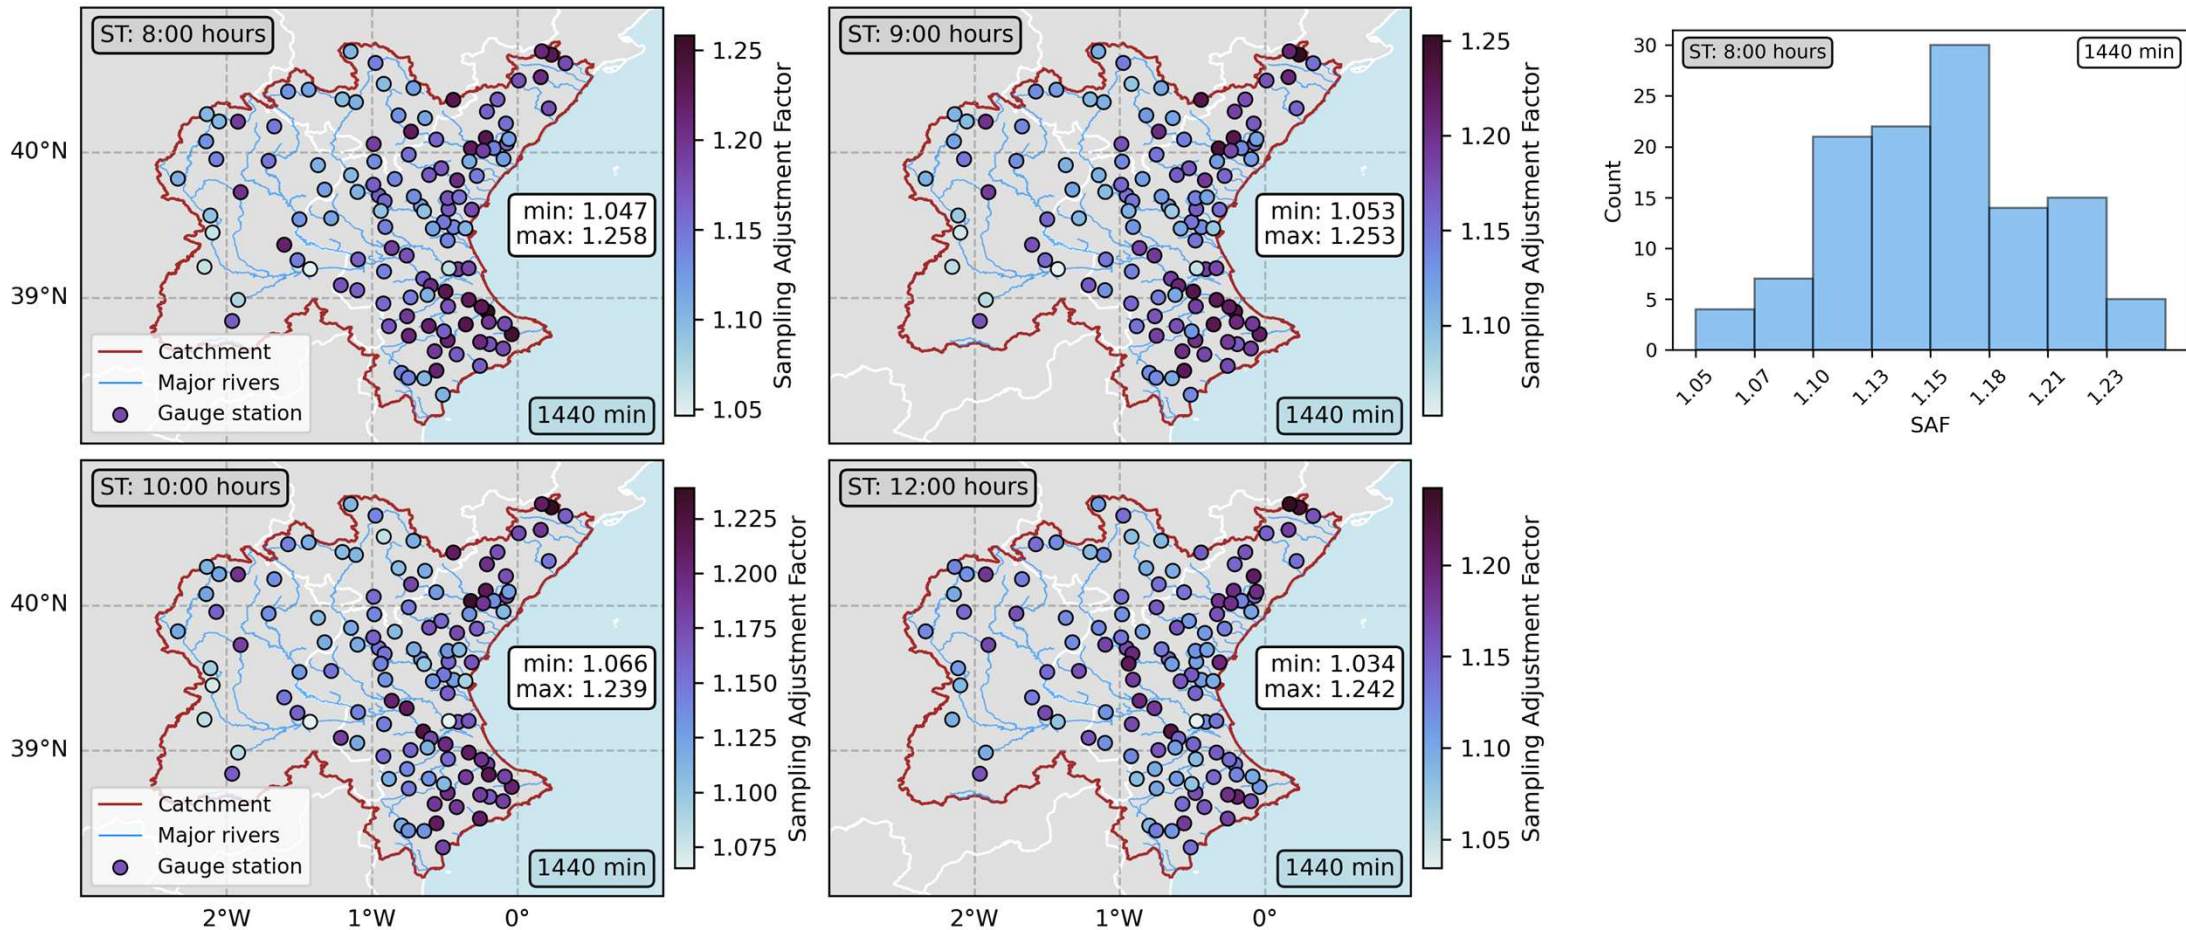 ST: 8:00 hours
40°N
39°N
min: 1.047
max: 1.258
Catchment
Major rivers
Gauge station
1440 min
1.25
1.20
1.15
1.10
1.05
Sampling Adjustment Factor
ST: 9:00 hours
min: 1.053
max: 1.253
1440 min
1.25
1.20
1.15
1.10
Sampling Adjustment Factor
ST: 8:00 hours
1440 min
30
25
20
15
10
5
0
Count
1.05
1.07
1.10
1.13
1.15
1.18
1.21
1.23
SAF
ST: 10:00 hours
40°N
39°N
min: 1.066
max: 1.239
Catchment
Major rivers
Gauge station
1440 min
2°W
1°W
0°
1.225
1.200
1.175
1.150
1.125
1.100
1.075
Sampling Adjustment Factor
ST: 12:00 hours
min: 1.034
max: 1.242
1440 min
2°W
1°W
0°
1.20
1.15
1.10
1.05
Sampling Adjustment Factor